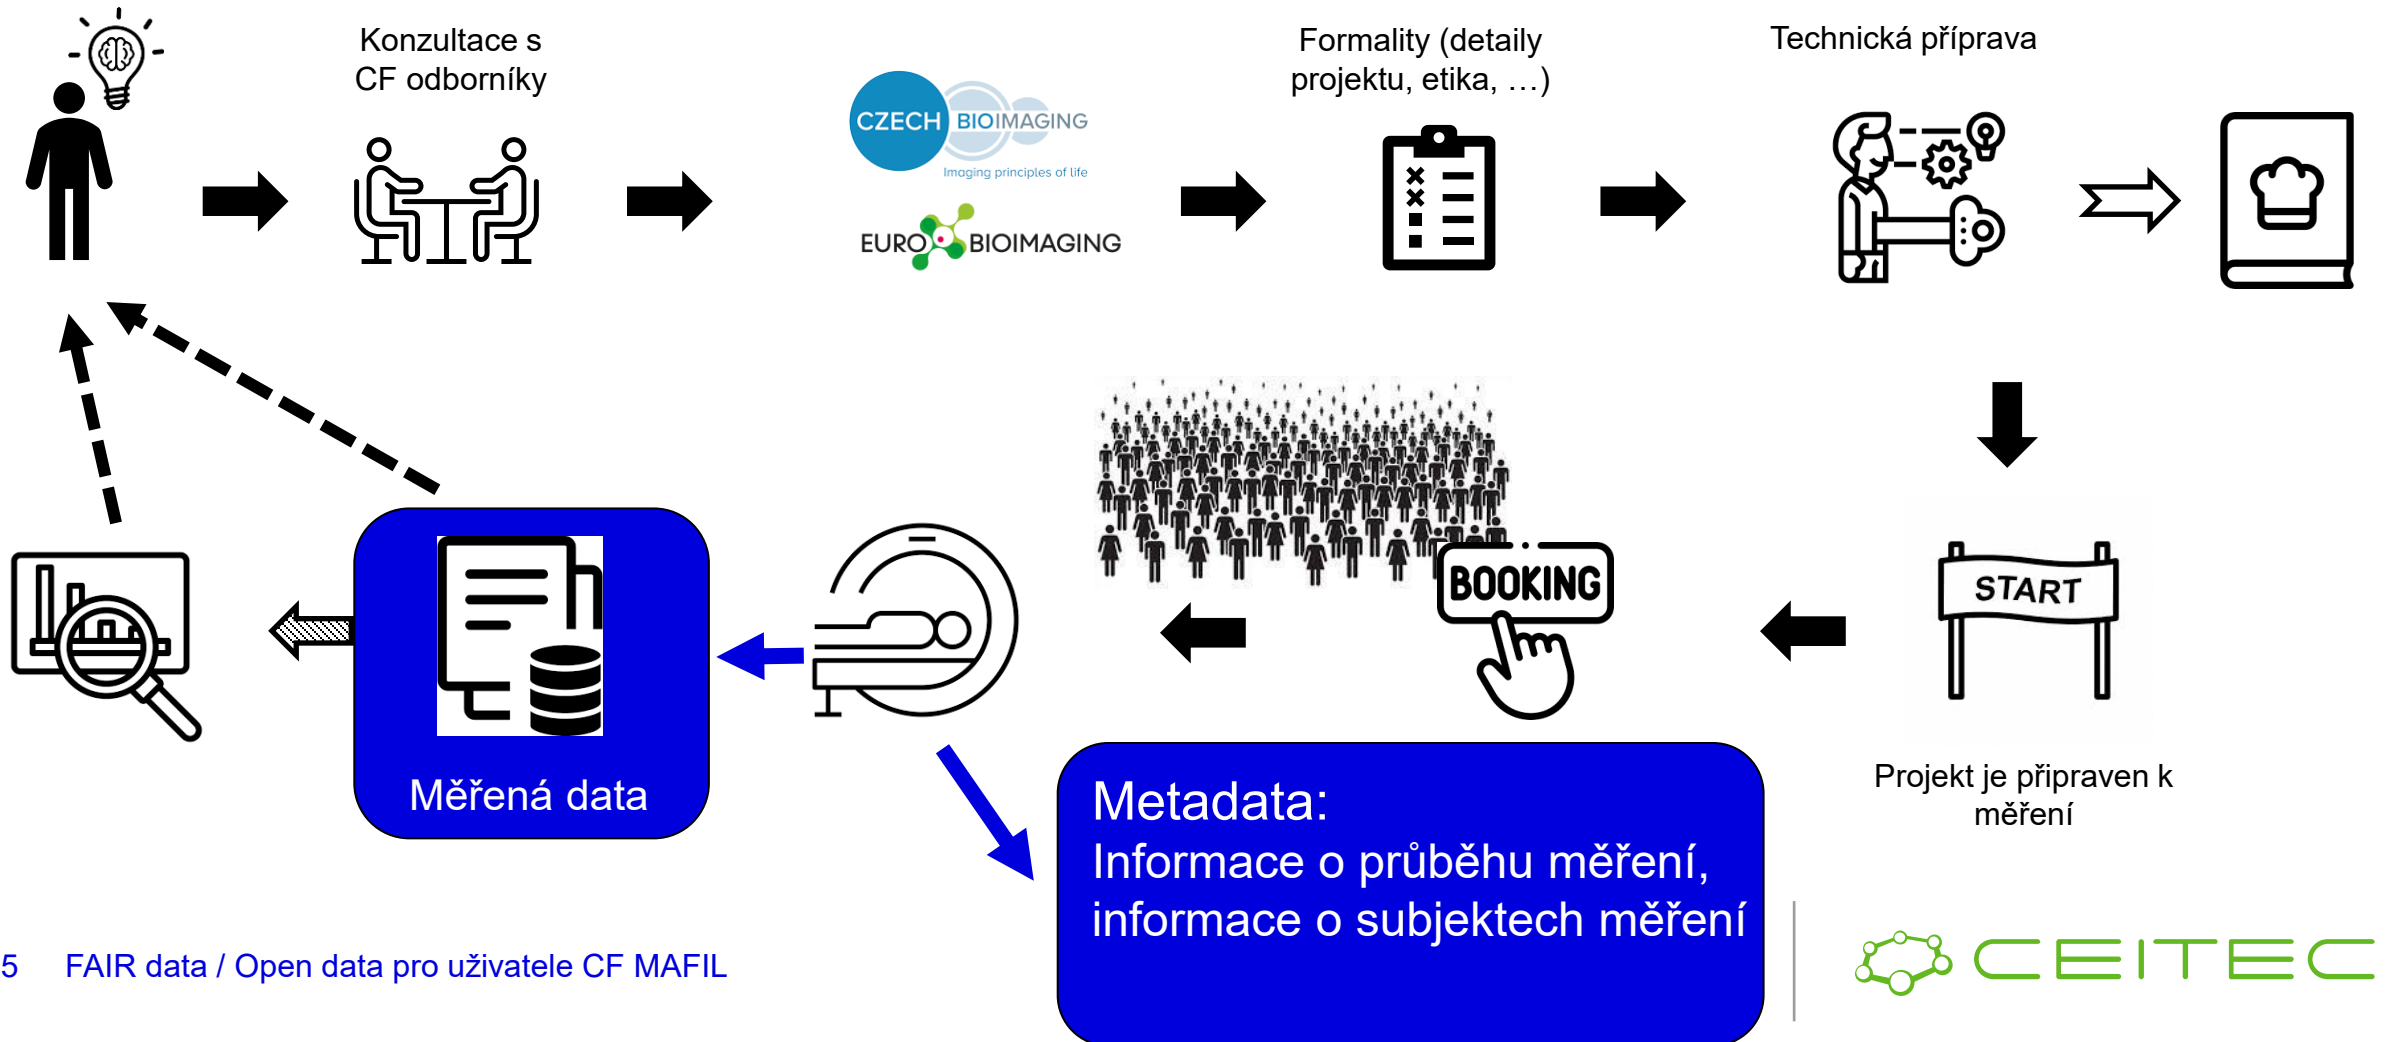 Konzultace s
CF odborníky
CZECH BIOIMAGING
Imaging principles of life
EURO BIOIMAGING
Formality (detaily
projektu, etika, …)
Technická příprava
BOOKING
START
Projekt je připraven k
měření
Měřená data
Metadata:
Informace o průběhu měření,
informace o subjektech měření
5 FAIR data / Open data pro uživatele CF MAFIL
CEITEC